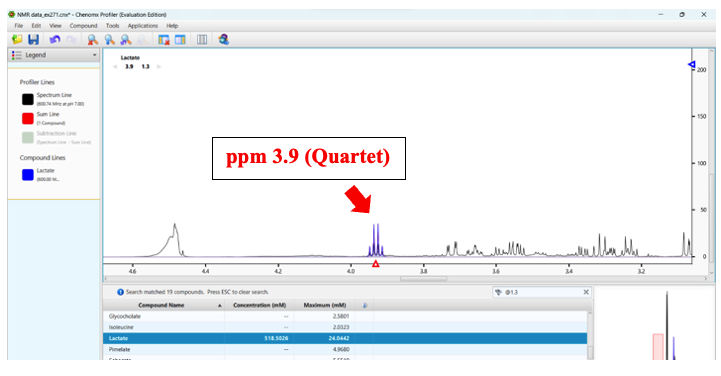 NMR data_ex271.cnx* - Chenomx Profiler (Evaluation Edition)
File Edit View Compound Tools Applications Help
Legend
Profiler Lines
Spectrum Line
(600.74 MHz at pH 7.00)
Sum Line
(1 Compound)
Subtraction Line
(Spectrum Line - Sum Line)
Compound Lines
Lactate
(600.00 M...
Lactate
3.9 1.3
ppm 3.9 (Quartet)
200
150
100
50
0
4.6 4.4 4.2 4.0 3.8 3.6 3.4 3.2
Search matched 19 compounds. Press ESC to clear search.
@1.3
Compound Name Concentration (mM) Maximum (mM)
Glycocholate -- 2.5801
Isoleucine -- 2.0323
Lactate 518.5026 24.0442
Pimelate -- 4.9680